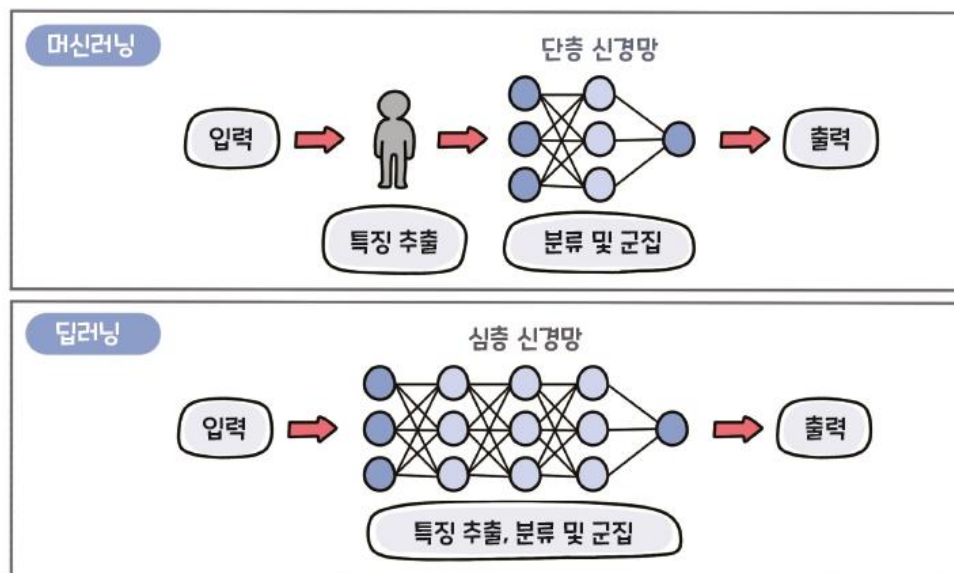 머신러닝
단층 신경망
입력
출력
특징 추출
분류 및 군집
딥러닝
심층 신경망
입력
출력
특징 추출, 분류 및 군집